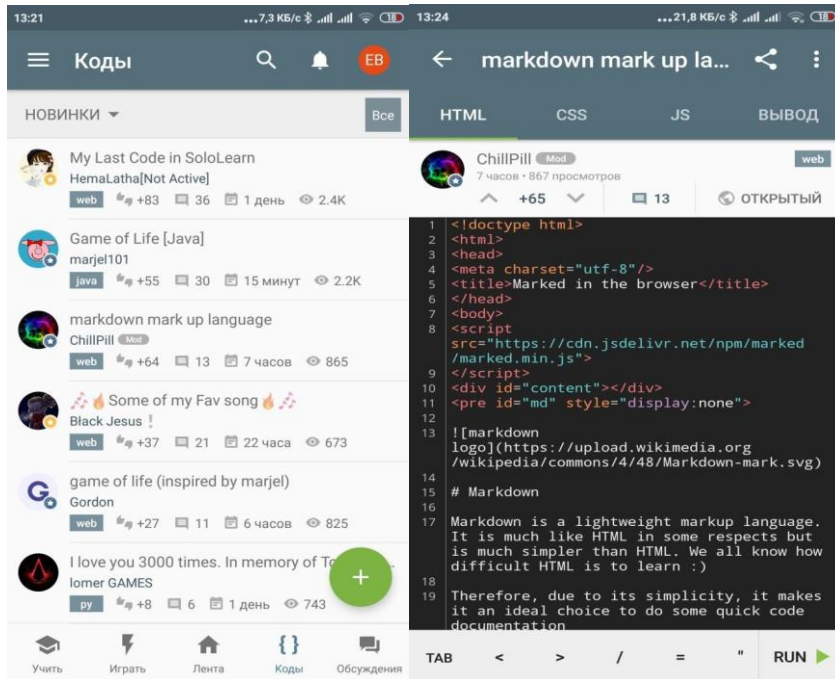 13:21
...7,3 КБ/с
18
Коды
EB
НОВИНКИ
Все
My Last Code in SoloLearn
HemaLatha[Not Active]
web +83 36 1 день 2.4K
Game of Life [Java]
marjel101
java +55 30 15 минут 2.2K
markdown mark up language
ChillPill Mod
web +64 13 7 часов 865
Some of my Fav song
Błack Jesus
web +37 21 22 часа 673
game of life (inspired by marjel)
Gordon
web +27 11 6 часов 825
I love you 3000 times. In memory of
lomer GAMES
py +8 6 1 день 743
+
Учить Играть Лента Коды Обсуждения
13:24
...21,8 КБ/с
18
markdown mark up la...
HTML CSS JS ВЫВОД
ChillPill Mod
web
7 часов • 867 просмотров
+65 13 ОТКРЫТЫЙ
1 <!doctype html>
2 <html>
3 <head>
4 <meta charset="utf-8"/>
5 <title>Marked in the browser</title>
6 </head>
7 <body>
8 <script
src="https://cdn.jsdelivr.net/npm/marked
/marked.min.js">
9 </script>
10 <div id="content"></div>
11 <pre id="md" style="display:none">
12
13 ![markdown
logo](https://upload.wikimedia.org
/wikipedia/commons/4/48/Markdown-mark.svg)
14
15 # Markdown
16
17 Markdown is a lightweight markup language.
It is much like HTML in some respects but
is much simpler than HTML. We all know how
difficult HTML is to learn :)
18
19 Therefore, due to its simplicity, it makes
it an ideal choice to do some quick code
documentation
TAB < > / = " RUN